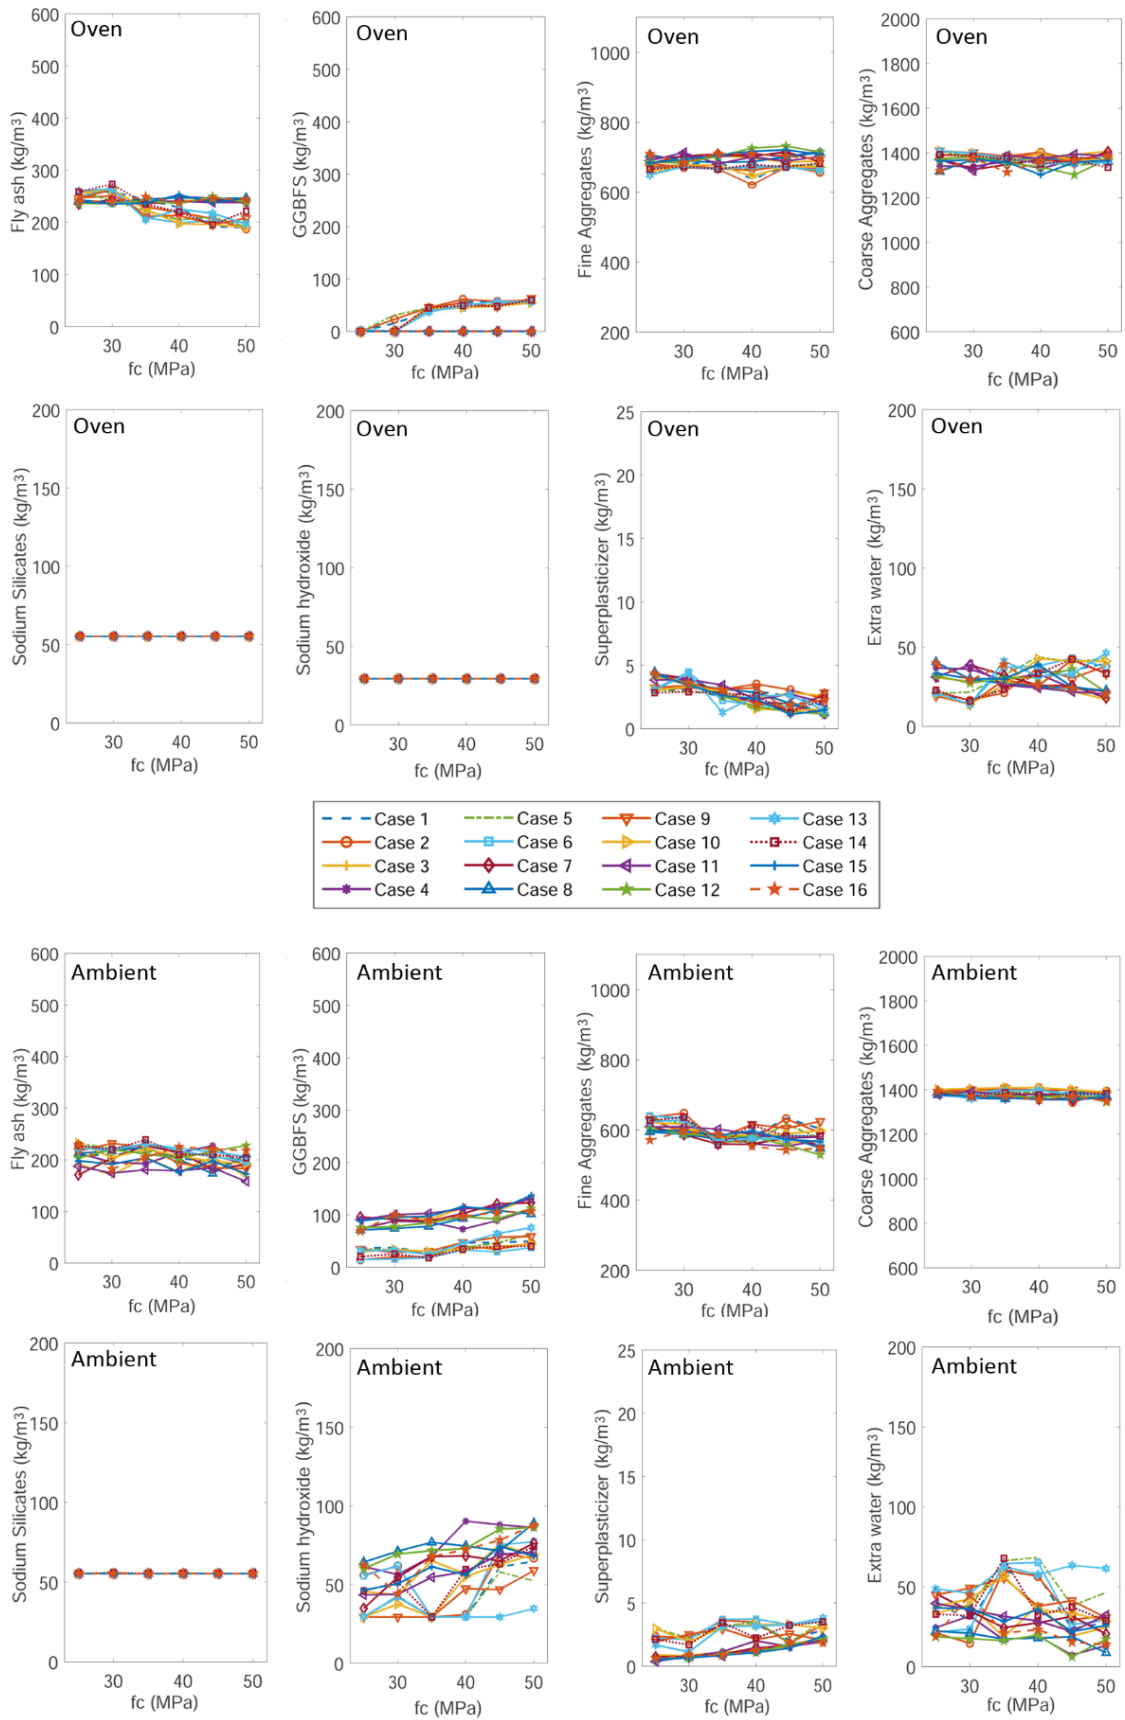 Oven
Fly ash (kg/m3)
600
500
400
300
200
100
0
30 40 50
fc (MPa)
Oven
GGBFS (kg/m3)
600
500
400
300
200
100
0
30 40 50
fc (MPa)
Oven
Fine Aggregates (kg/m3)
1000
800
600
400
200
30 40 50
fc (MPa)
Oven
Coarse Aggregates (kg/m3)
2000
1800
1600
1400
1200
1000
800
600
30 40 50
fc (MPa)
Oven
Sodium Silicates (kg/m3)
200
150
100
50
0
30 40 50
fc (MPa)
Oven
Sodium hydroxide (kg/m3)
200
150
100
50
0
30 40 50
fc (MPa)
Oven
Superplasticizer (kg/m3)
25
20
15
10
5
0
30 40 50
fc (MPa)
Oven
Extra water (kg/m3)
200
150
100
50
0
30 40 50
fc (MPa)
Case 1 Case 5 Case 9 Case 13
Case 2 Case 6 Case 10 Case 14
Case 3 Case 7 Case 11 Case 15
Case 4 Case 8 Case 12 Case 16
Ambient
Fly ash (kg/m3)
600
500
400
300
200
100
0
30 40 50
fc (MPa)
Ambient
GGBFS (kg/m3)
600
500
400
300
200
100
0
30 40 50
fc (MPa)
Ambient
Fine Aggregates (kg/m3)
1000
800
600
400
200
30 40 50
fc (MPa)
Ambient
Coarse Aggregates (kg/m3)
2000
1800
1600
1400
1200
1000
800
600
30 40 50
fc (MPa)
Ambient
Sodium Silicates (kg/m3)
200
150
100
50
0
30 40 50
fc (MPa)
Ambient
Sodium hydroxide (kg/m3)
200
150
100
50
0
30 40 50
fc (MPa)
Ambient
Superplasticizer (kg/m3)
25
20
15
10
5
0
30 40 50
fc (MPa)
Ambient
Extra water (kg/m3)
200
150
100
50
0
30 40 50
fc (MPa)